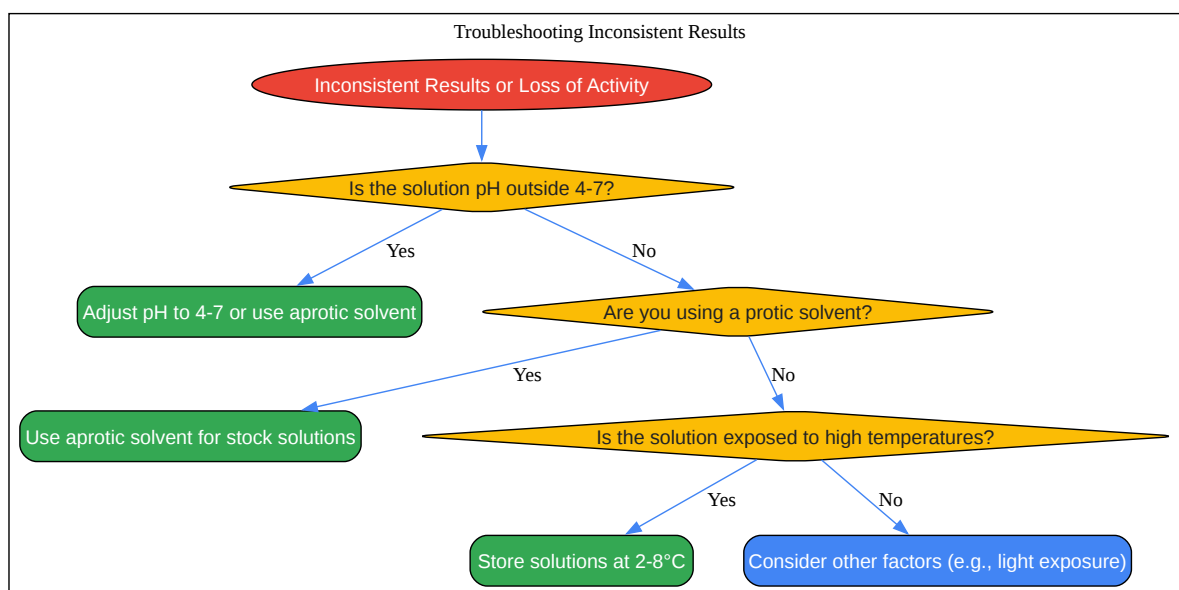 Troubleshooting Inconsistent Results
Inconsistent Results or Loss of Activity
Is the solution pH outside 4-7?
Yes
No
Adjust pH to 4-7 or use aprotic solvent
Are you using a protic solvent?
Yes
No
Use aprotic solvent for stock solutions
Is the solution exposed to high temperatures?
Yes
No
Store solutions at 2-8°C
Consider other factors (e.g., light exposure)